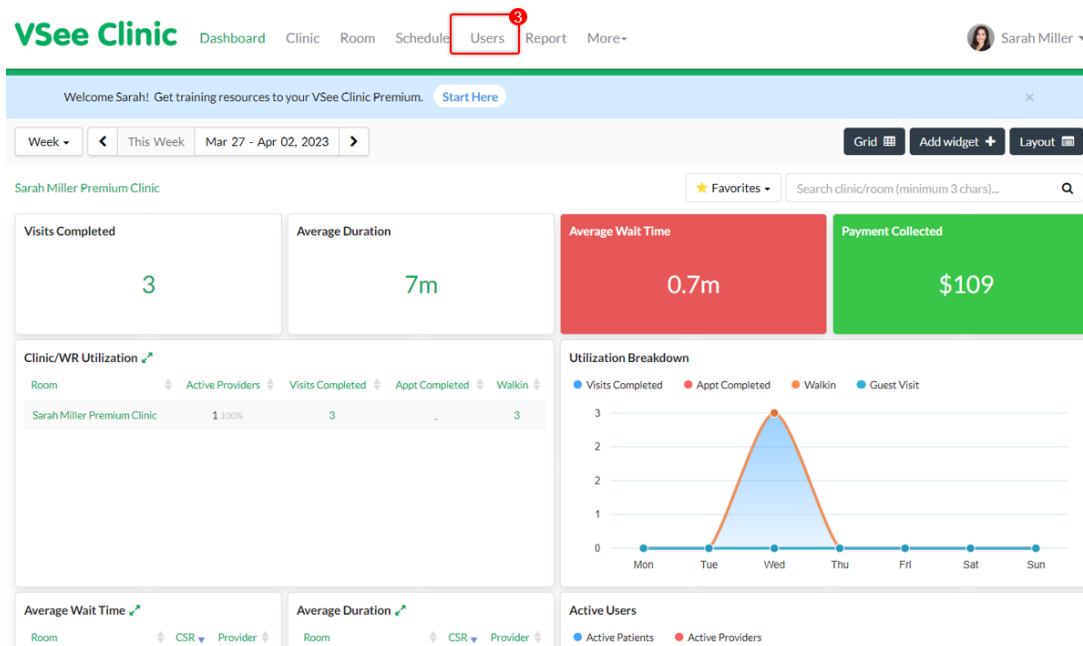 3
VSee Clinic Dashboard Clinic Room Schedule Users Report More
Sarah Miller
Welcome Sarah! Get training resources to your VSee Clinic Premium. Start Here ×
Week This Week Mar 27 - Apr 02, 2023 Grid Add widget + Layout
Sarah Miller Premium Clinic Favorites Search clinic/room (minimum 3 chars)...
Visits Completed Average Duration Average Wait Time Payment Collected
3 7m 0.7m $109
Clinic/WR Utilization Utilization Breakdown
Room Active Providers Visits Completed Appt Completed Walkin
Visits Completed Appt Completed Walkin Guest Visit
Sarah Miller Premium Clinic 1 100% 3 - 3
3
2
2
1
0
Mon Tue Wed Thu Fri Sat Sun
Average Wait Time Average Duration Active Users
Room CSR Provider Room CSR Provider Active Patients Active Providers